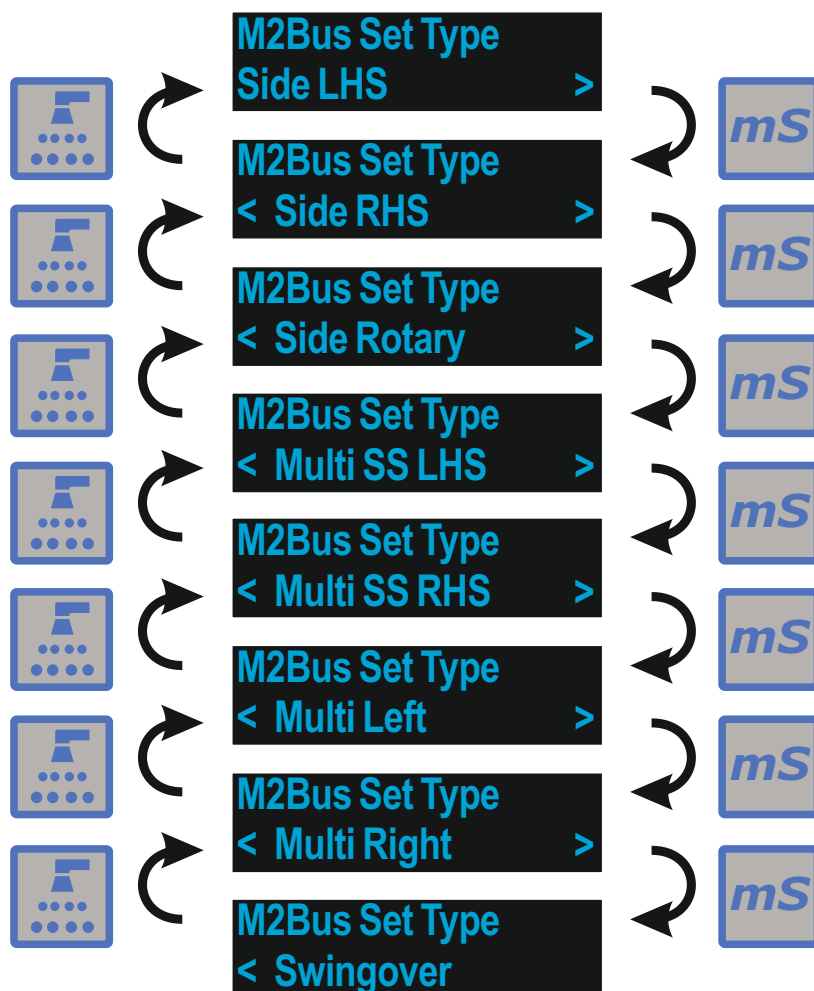 M2Bus Set Type
Side LHS >
mS
M2Bus Set Type
< Side RHS >
mS
M2Bus Set Type
< Side Rotary >
mS
M2Bus Set Type
< Multi SS LHS >
mS
M2Bus Set Type
< Multi SS RHS >
mS
M2Bus Set Type
< Multi Left >
mS
M2Bus Set Type
< Multi Right >
mS
M2Bus Set Type
< Swingover